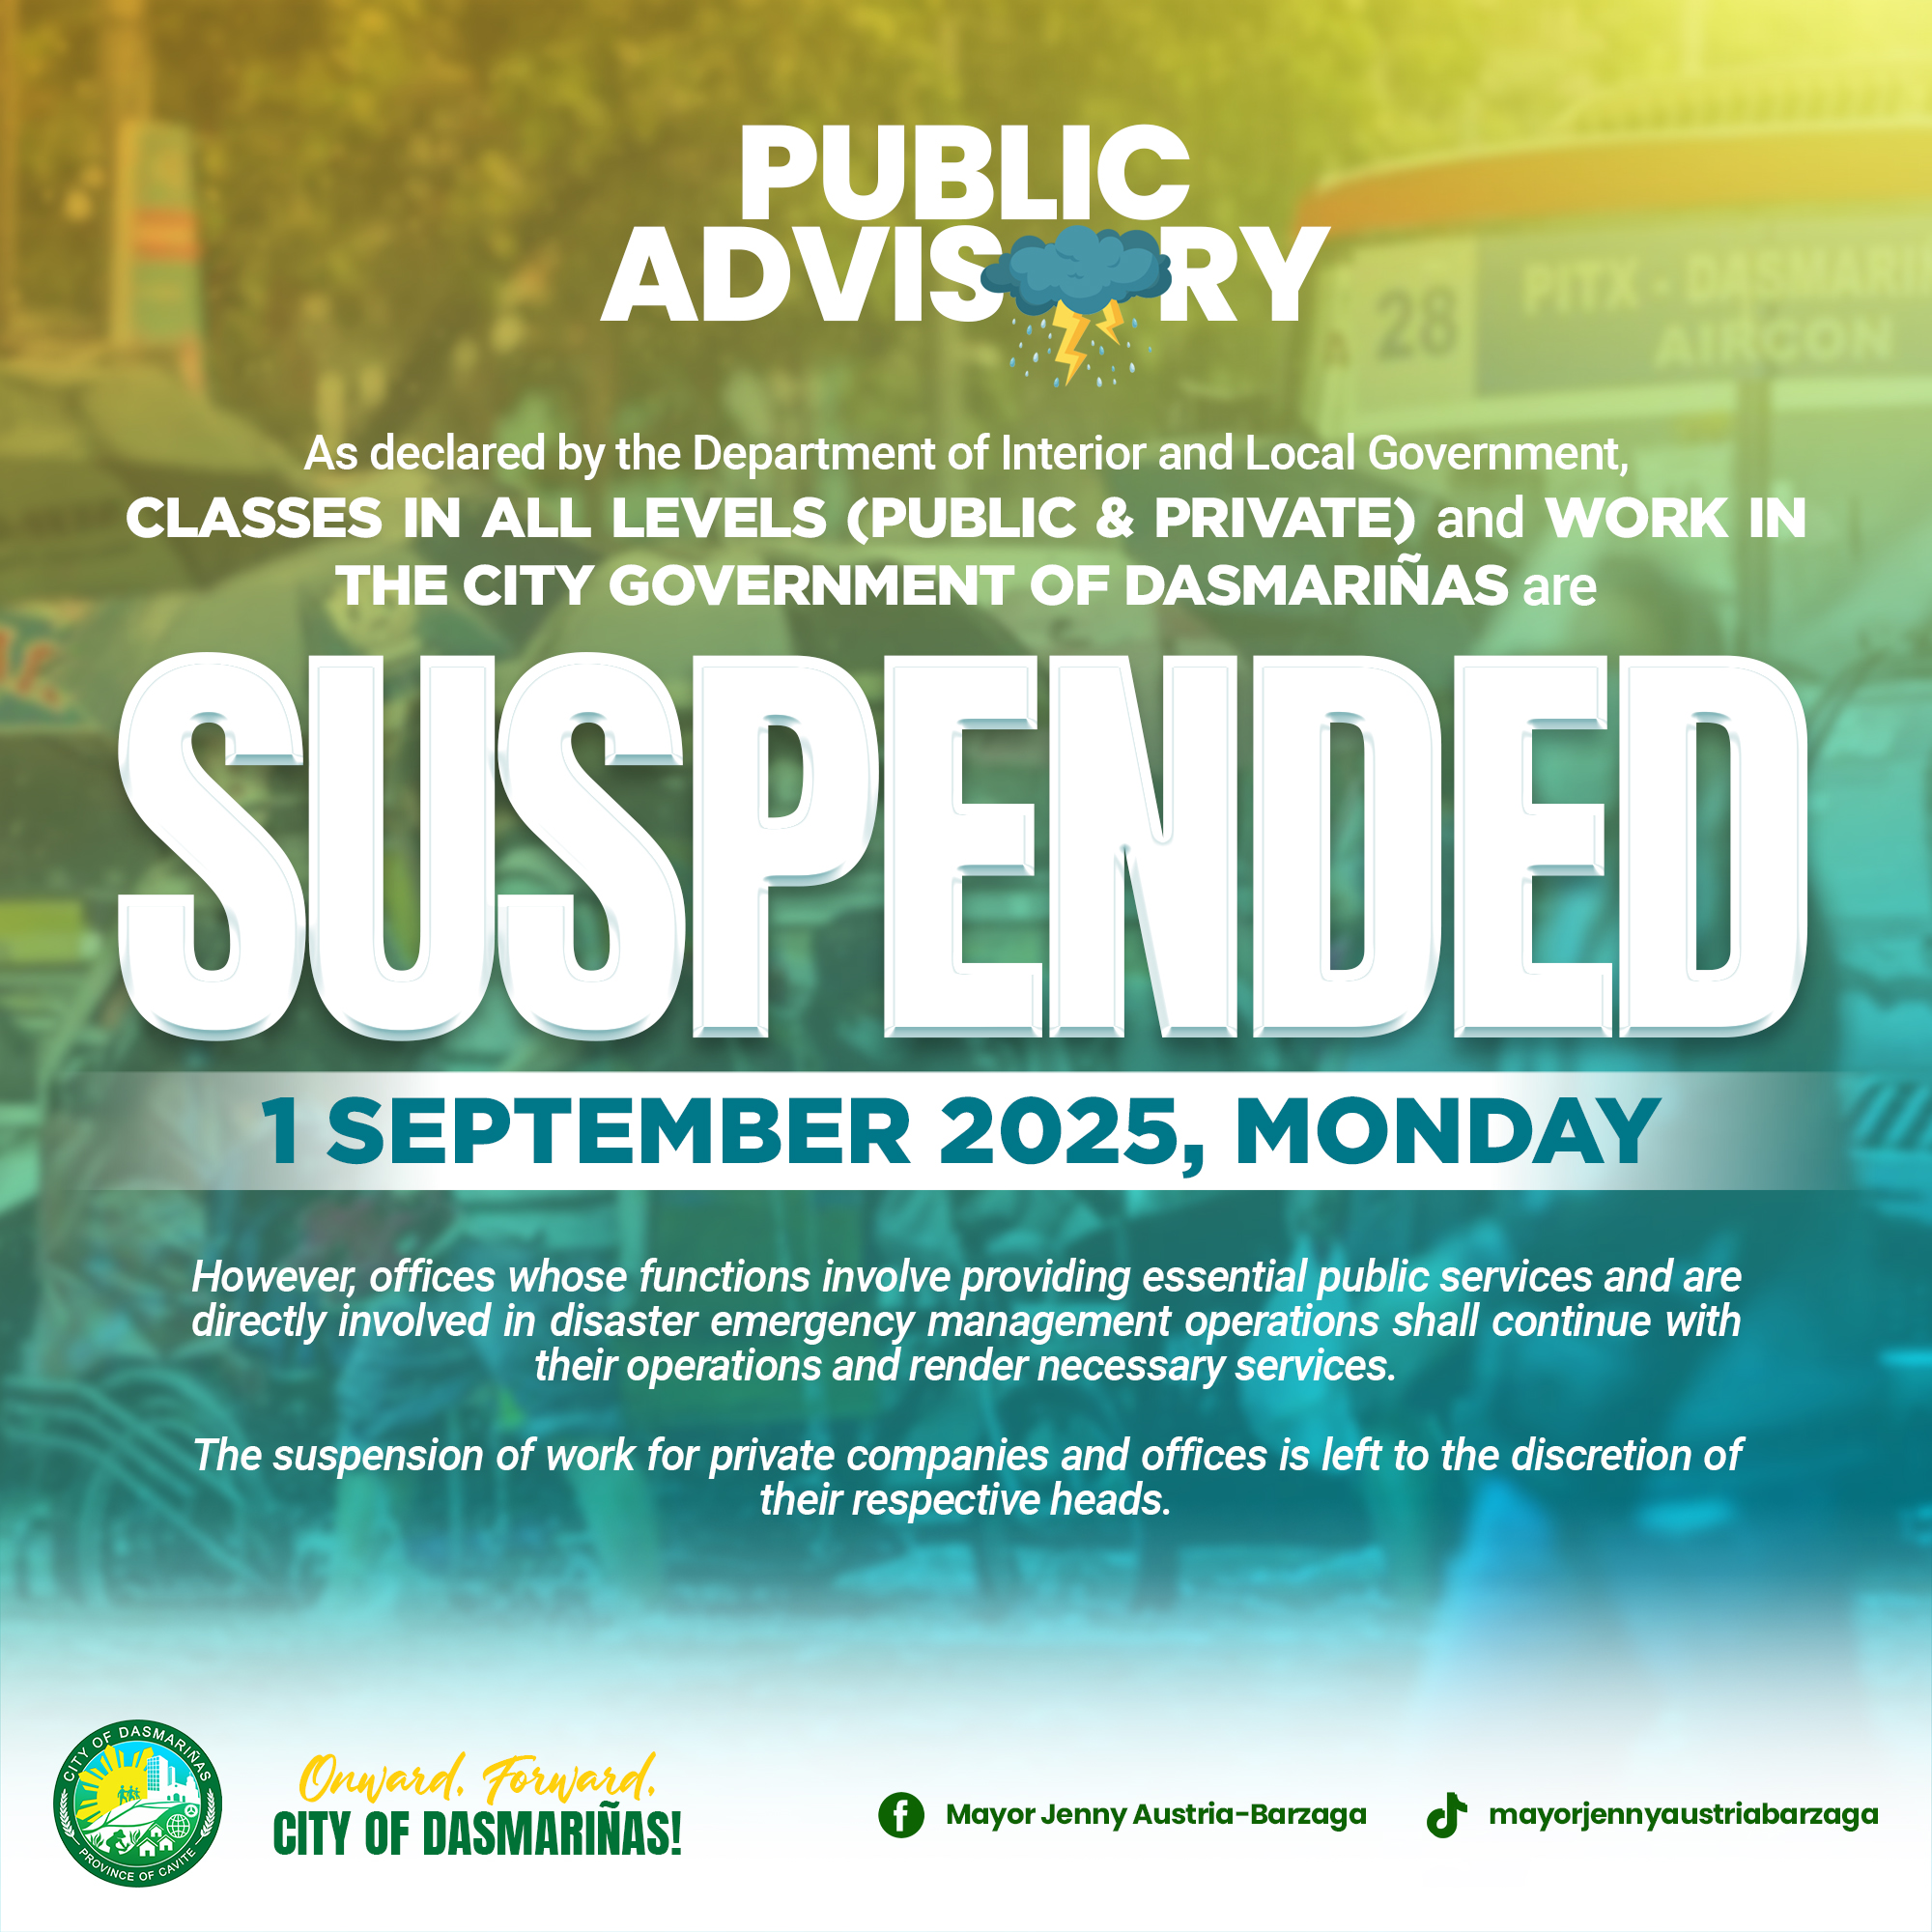 PUBLIC
ADVISORY
28
PITX - DASMARIN
AIRCON
As declared by the Department of Interior and Local Government,
CLASSES IN ALL LEVELS (PUBLIC & PRIVATE) and WORK IN
THE CITY GOVERNMENT OF DASMARIÑAS are
SUSPENDED
1 SEPTEMBER 2025, MONDAY
However, offices whose functions involve providing essential public services and are
directly involved in disaster emergency management operations shall continue with
their operations and render necessary services.
The suspension of work for private companies and offices is left to the discretion of
their respective heads.
CITY OF DASMARIÑAS
PROVINCE OF CAVITE
Onward. Forward.
CITY OF DASMARIÑAS!
Mayor Jenny Austria-Barzaga
mayorjennyaustriabarzaga